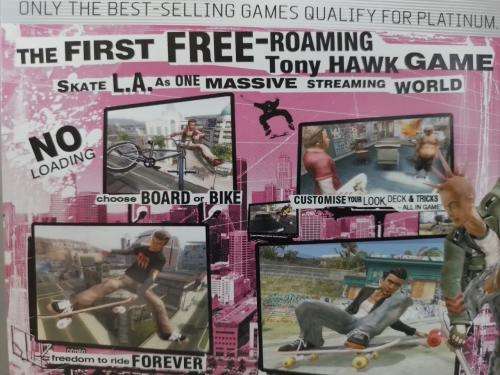 ONLY THE BEST-SELLING GAMES QUALIFY FOR PLATINUM
THE FIRST FREE-ROAMING
Tony HAWK GAME
SKATE L.A. AS ONE MASSIVE STREAMING WORLD
NO
LOADING
choose BOARD or BIKE
CUSTOMISE YOUR LOOK DECK & TRICKS
ALL IN GAME
freedom to ride FOREVER